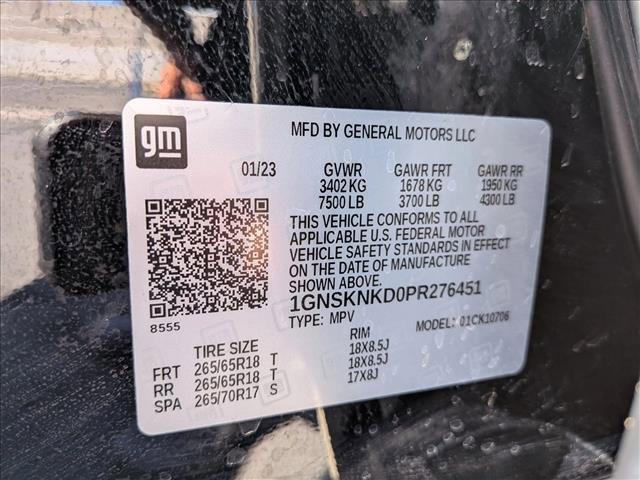 gm
MFD BY GENERAL MOTORS LLC
01/23 GVWR GAWR FRT GAWR RR
3402 KG 1678 KG 1950 KG
7500 LB 3700 LB 4300 LB
THIS VEHICLE CONFORMS TO ALL
APPLICABLE U.S. FEDERAL MOTOR
VEHICLE SAFETY STANDARDS IN EFFECT
ON THE DATE OF MANUFACTURE
SHOWN ABOVE.
1GNSKNKD0PR276451
8555
TYPE: MPV MODEL: 01CK10706
TIRE SIZE RIM
FRT 265/65R18 T 18X8.5J
RR 265/65R18 T 18X8.5J
SPA 265/70R17 S 17X8J